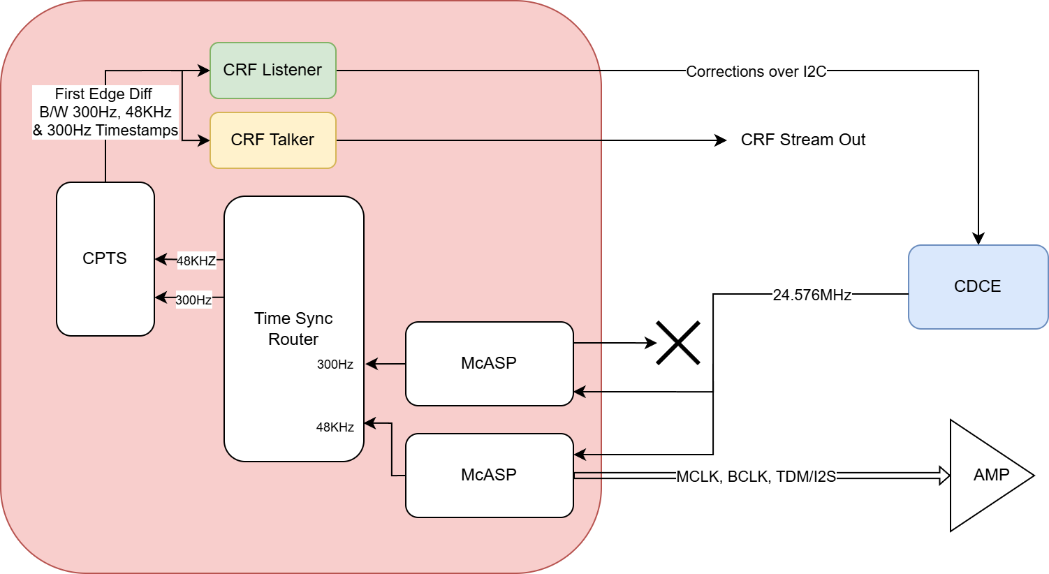 CRF Listener
Corrections over I2C
First Edge Diff
B/W 300Hz, 48KHz
& 300Hz Timestamps
CRF Talker
CRF Stream Out
CPTS
48KHZ
300Hz
Time Sync
Router
300Hz
48KHz
McASP
McASP
24.576MHz
CDCE
MCLK, BCLK, TDM/I2S
AMP